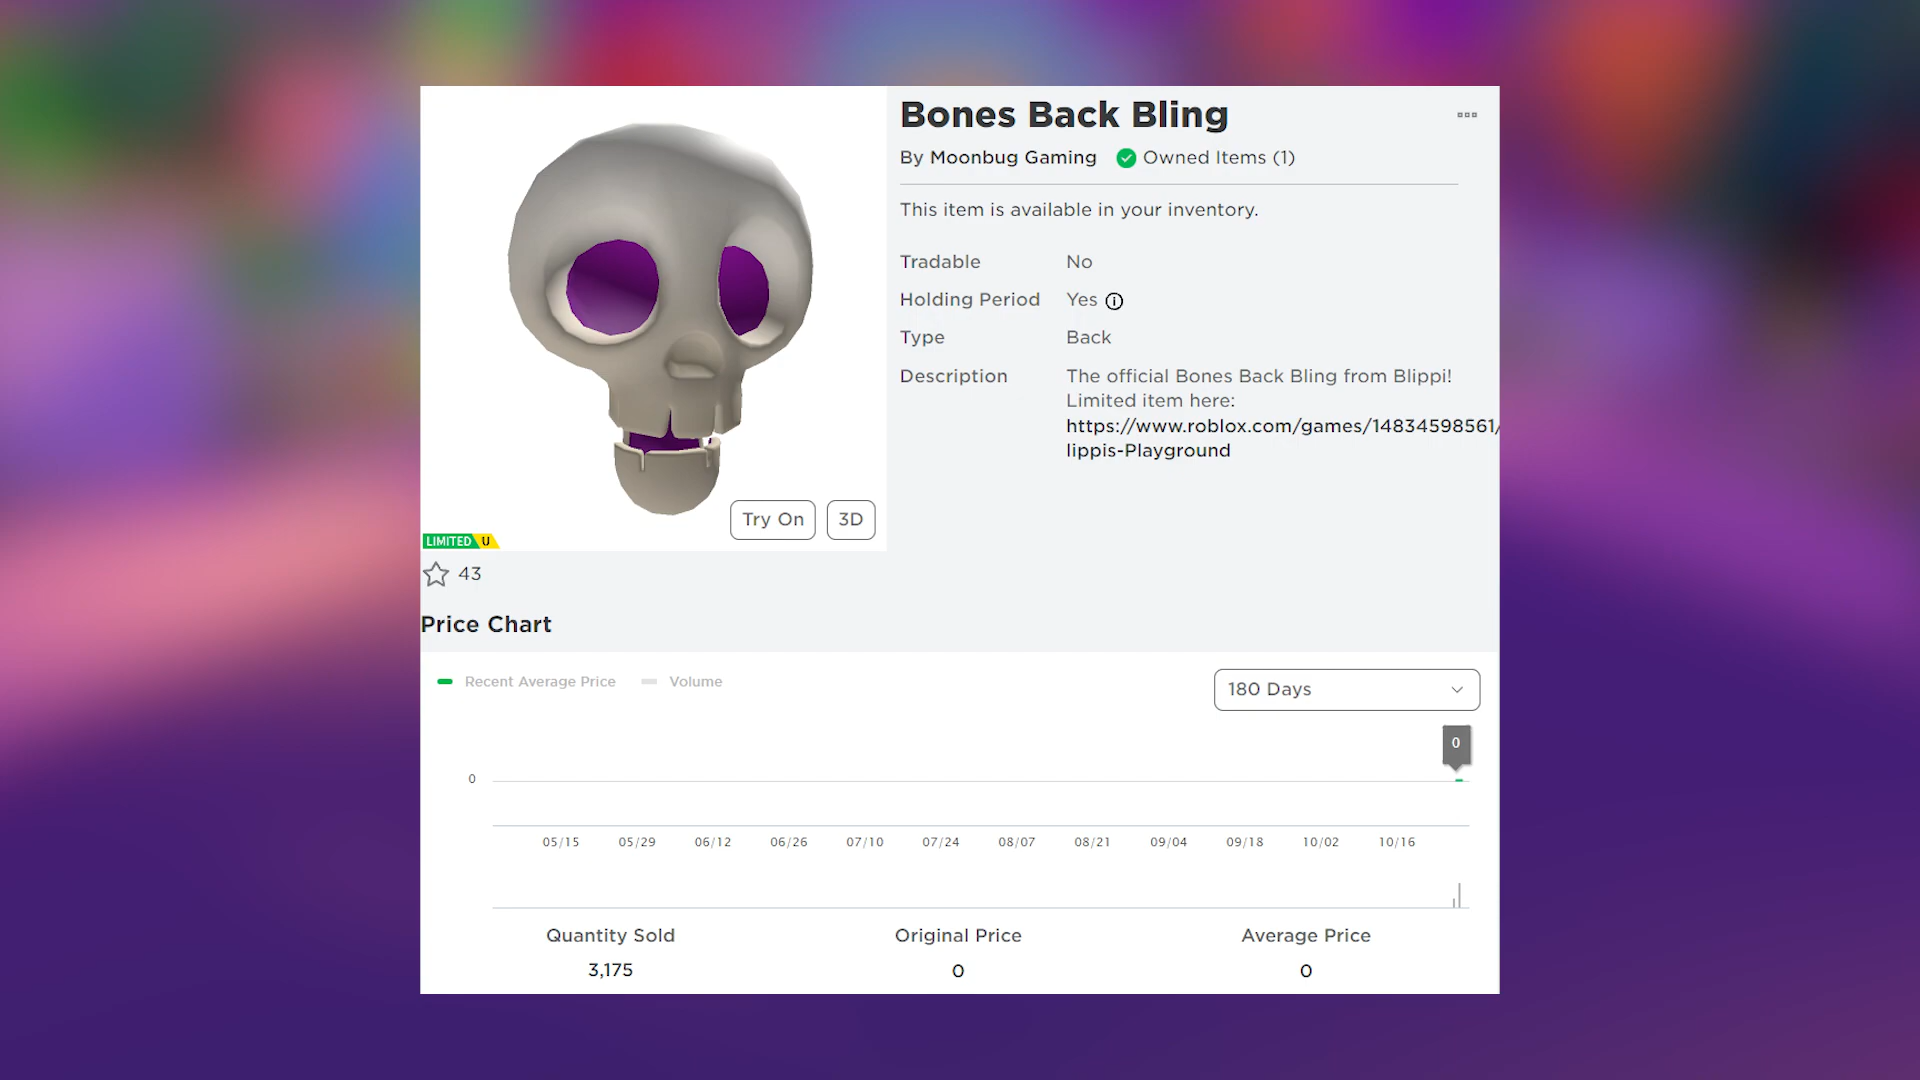 Bones Back Bling
By Moonbug Gaming Owned Items (1)
This item is available in your inventory.
Tradable No
Holding Period Yes
Type Back
Description The official Bones Back Bling from Blippi!
Limited item here:
https://www.roblox.com/games/14834598561/
lippis-Playground
Try On 3D
LIMITED U
43
Price Chart
Recent Average Price Volume
180 Days
0
0
05/15 05/29 06/12 06/26 07/10 07/24 08/07 08/21 09/04 09/18 10/02 10/16
Quantity Sold Original Price Average Price
3,175 0 0